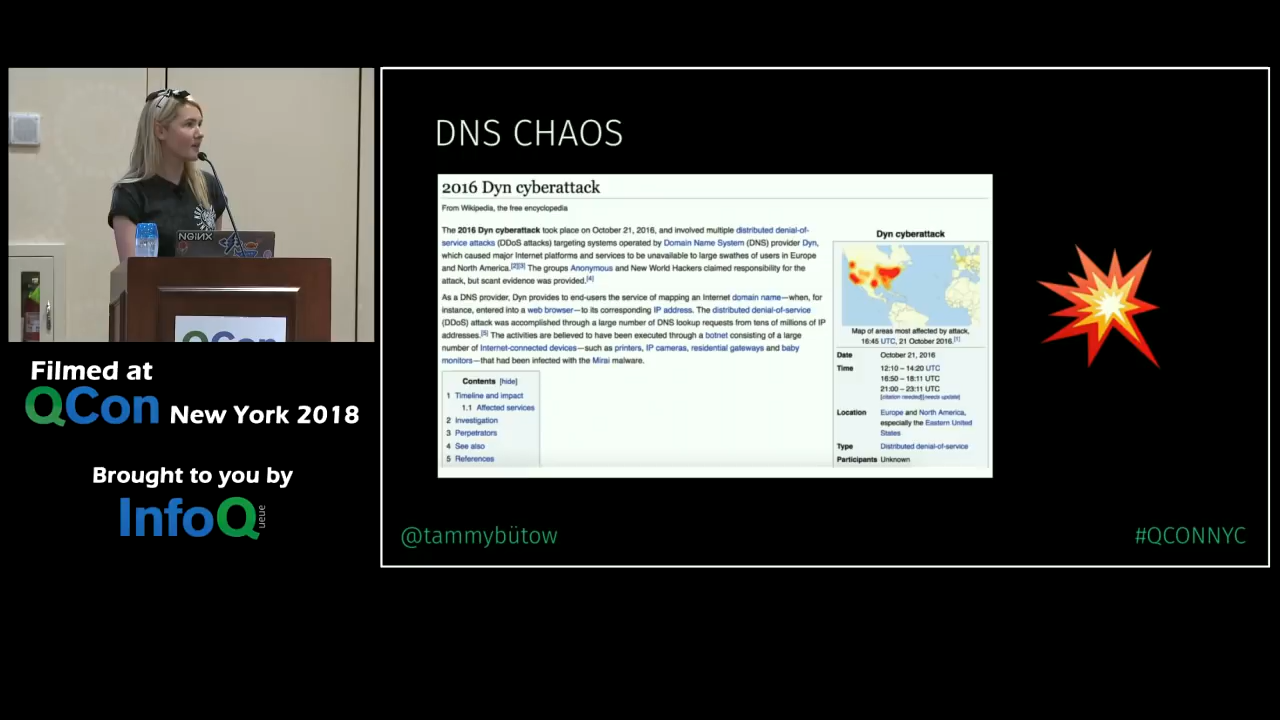 NGINX
QCon
Filmed at
QCon New York 2018
Brought to you by
InfoQ
ueue
DNS CHAOS
2016 Dyn cyberattack
From Wikipedia, the free encyclopedia
The 2016 Dyn cyberattack took place on October 21, 2016, and involved multiple distributed denial-of-
service attacks (DDoS attacks) targeting systems operated by Domain Name System (DNS) provider Dyn,
which caused major Internet platforms and services to be unavailable to large swathes of users in Europe
and North America.[2][3] The groups Anonymous and New World Hackers claimed responsibility for the
attack, but scant evidence was provided.[4]
As a DNS provider, Dyn provides to end-users the service of mapping an Internet domain name—when, for
instance, entered into a web browser—to its corresponding IP address. The distributed denial-of-service
(DDoS) attack was accomplished through a large number of DNS lookup requests from tens of millions of IP
addresses.[5] The activities are believed to have been executed through a botnet consisting of a large
number of Internet-connected devices—such as printers, IP cameras, residential gateways and baby
monitors—that had been infected with the Mirai malware.
Contents [hide]
1 Timeline and impact
1.1 Affected services
2 Investigation
3 Perpetrators
4 See also
5 References
Dyn cyberattack
Map of areas most affected by attack,
16:45 UTC, 21 October 2016.[1]
Date October 21, 2016
Time 12:10 – 14:20 UTC
16:50 – 18:11 UTC
21:00 – 23:11 UTC
[citation needed][needs update]
Location Europe and North America,
especially the Eastern United
States
Type Distributed denial-of-service
Participants Unknown
@tammybütow
#QCONNYC